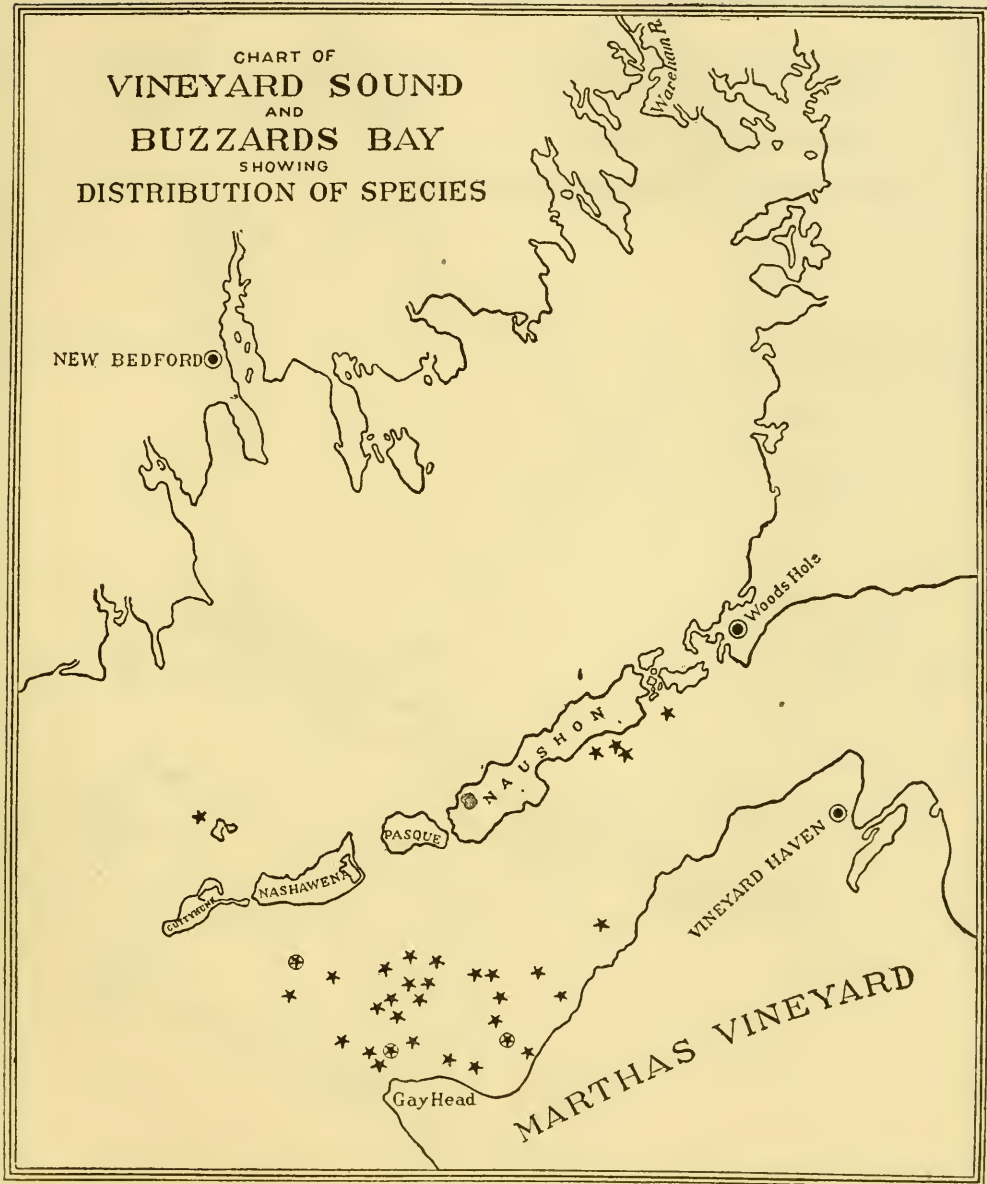 CHART OF
VINEYARD SOUND
AND
BUZZARDS BAY
SHOWING
DISTRIBUTION OF SPECIES
Wareham R.
NEW BEDFORD
Woods Hole
NAUSHON
PASQUE
NASHAWENA
CUTTYHUNK
VINEYARD HAVEN
MARTHAS VINEYARD
Gay Head